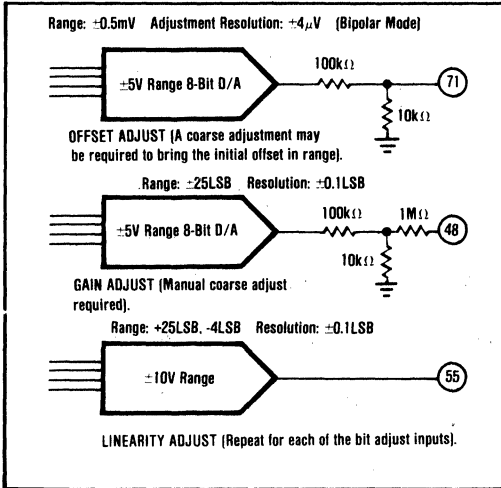 Range: ±0.5mV Adjustment Resolution: ±4μV (Bipolar Mode)
±5V Range 8-Bit D/A
100kΩ
71
10kΩ
OFFSET ADJUST (A coarse adjustment may
be required to bring the initial offset in range).
Range: ±25LSB Resolution: ±0.1LSB
±5V Range 8-Bit D/A
100kΩ
1MΩ
48
10kΩ
GAIN ADJUST (Manual coarse adjust
required).
Range: +25LSB, -4LSB Resolution: ±0.1LSB
±10V Range
55
LINEARITY ADJUST (Repeat for each of the bit adjust inputs).